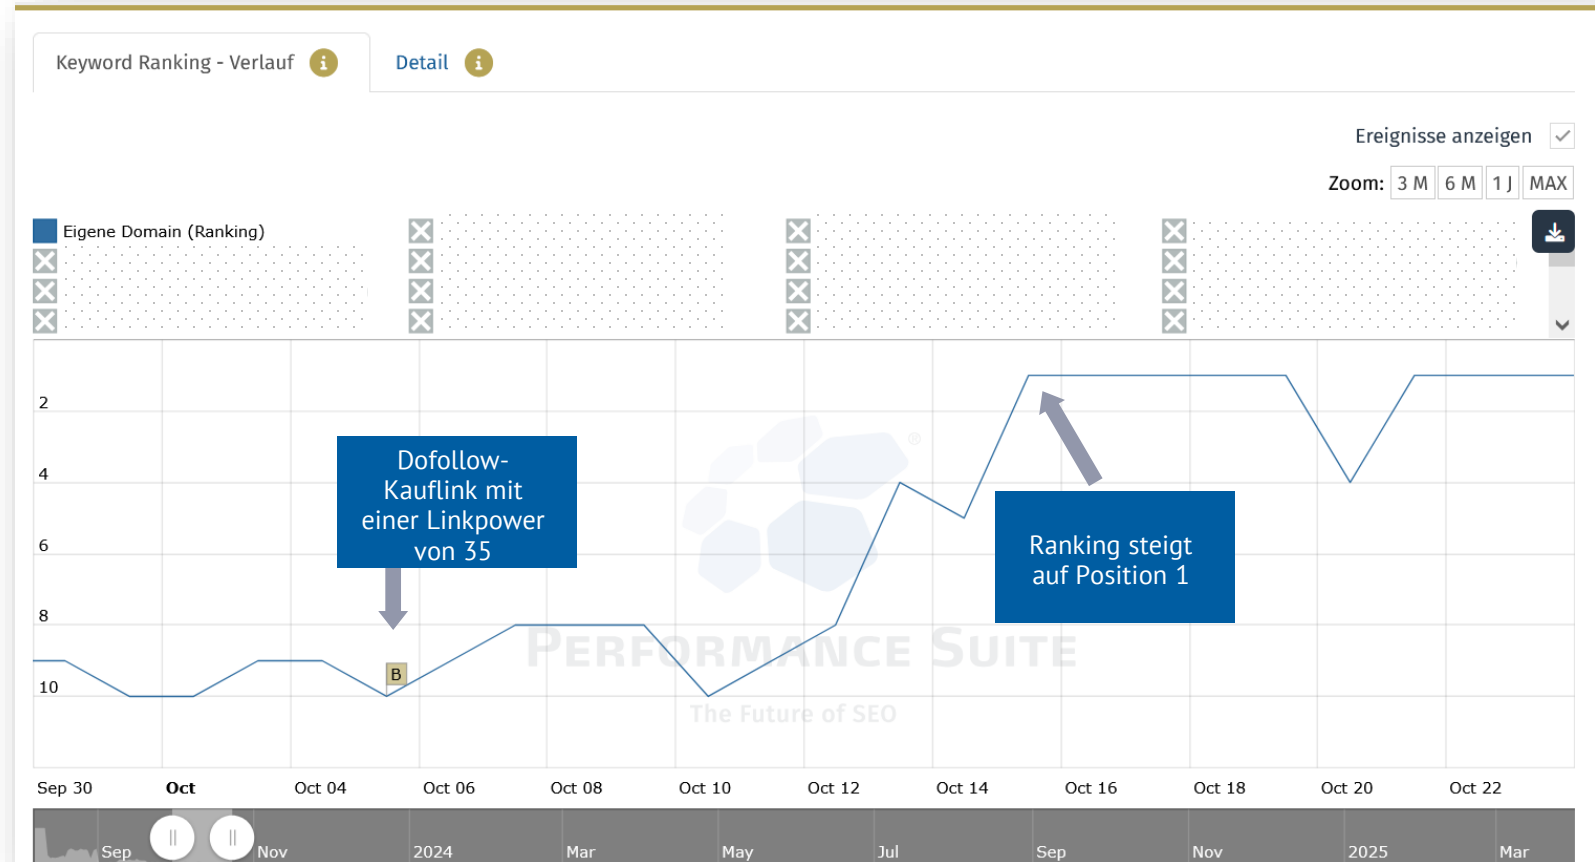 Keyword Ranking - Verlauf i
Detail i
Ereignisse anzeigen
Zoom: 3 M 6 M 1 J MAX
Eigene Domain (Ranking)
2
4
6
8
10
Dofollow-
Kauflink mit
einer Linkpower
von 35
B
Ranking steigt
auf Position 1
®
PERFORMANCE SUITE
The Future of SEO
Sep 30 Oct Oct 04 Oct 06 Oct 08 Oct 10 Oct 12 Oct 14 Oct 16 Oct 18 Oct 20 Oct 22
Sep Nov 2024 Mar May Jul Sep Nov 2025 Mar